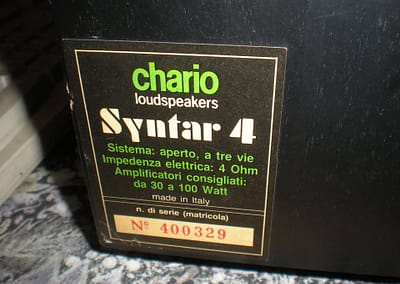 chario
loudspeakers
Syntar 4
Sistema: aperto, a tre vie
Impedenza elettrica: 4 Ohm
Amplificatori consigliati:
da 30 a 100 Watt
made in Italy
n. di serie (matricola)
Nº 400329